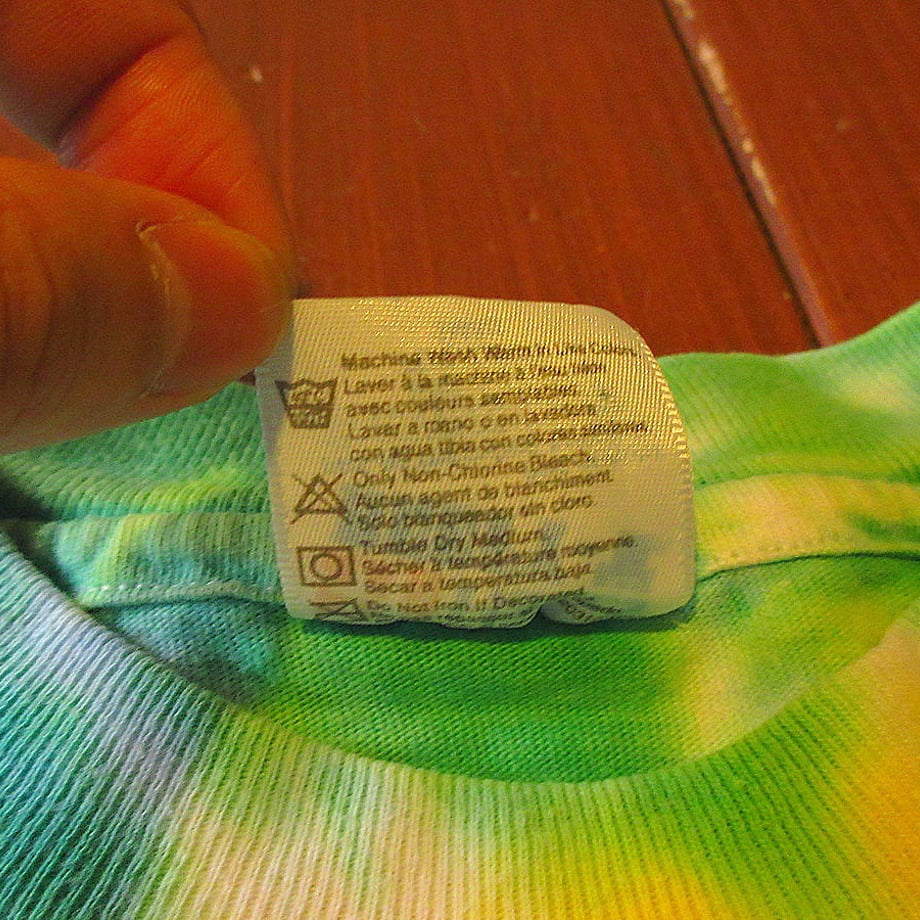 Machine Wash Warm in Like Colors.
Laver à la machine à l'eau tiède
avec couleurs semblables.
Lavar a mano o en lavadora
con agua tibia con colores similares.
Only Non-Chlorine Bleach.
Aucun agent de blanchiment.
Solo blanqueador sin cloro
Tumble Dry Medium.
Sécher à température moyenne.
Secar a temperatura baja.
Do Not Iron If Decorated.
repasser